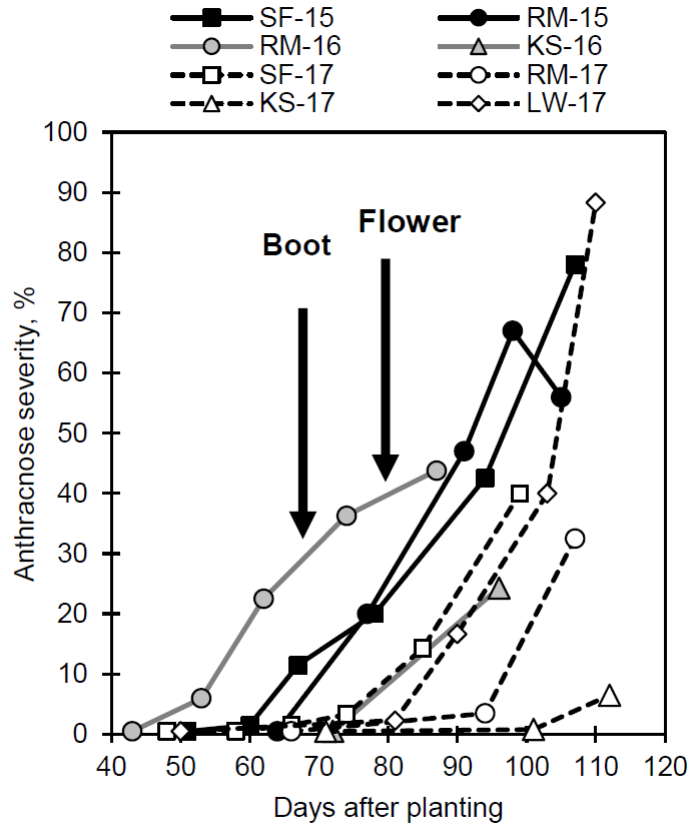 SF-15 RM-15
RM-16 KS-16
SF-17 RM-17
KS-17 LW-17
100
90
80
70
60
50
40
30
20
10
0
Flower
Boot
Anthracnose severity, %
40 50 60 70 80 90 100 110 120
Days after planting